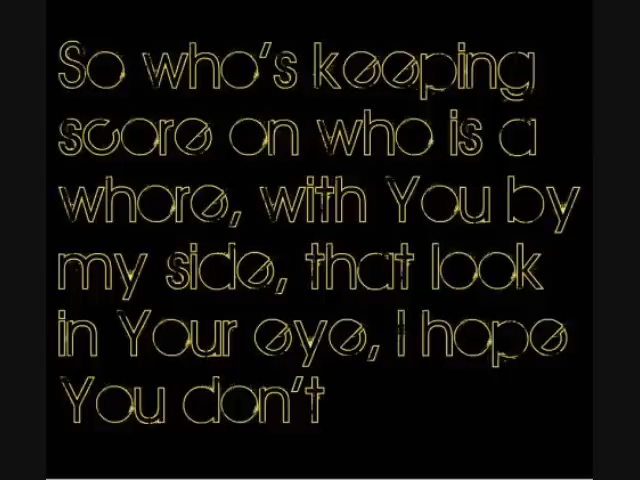 So who's keeping
score on who is a
whore, with You by
my side, that look
in Your eye, I hope
You don't